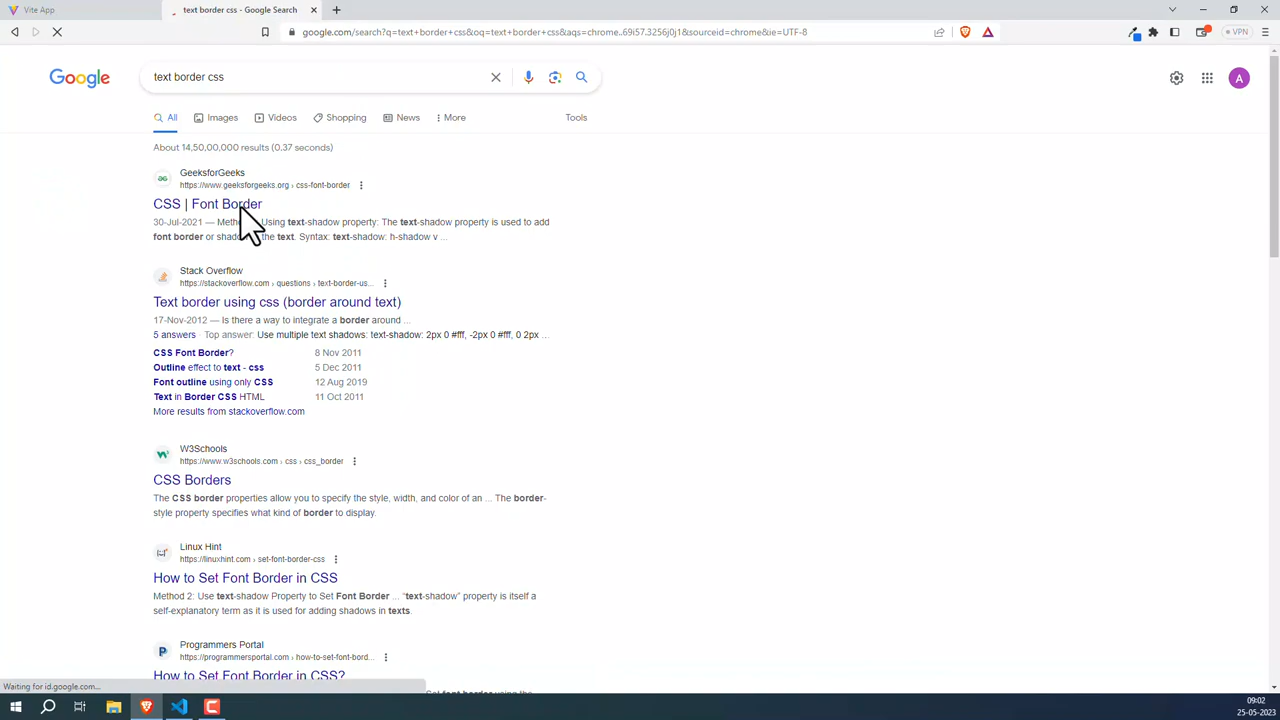 Vite App
text border css - Google Search
google.com/search?q=text+border+css&oq=text+border+css&aqs=chrome..69i57.3256j0j1&sourceid=chrome&ie=UTF-8
VPN
Google
text border css
A
All
Images
Videos
Shopping
News
More
Tools
About 14,50,00,000 results (0.37 seconds)
GeeksforGeeks
https://www.geeksforgeeks.org › css-font-border
CSS | Font Border
30-Jul-2021 — Using text-shadow property: The text-shadow property is used to add
font border or the text. Syntax: text-shadow: h-shadow v ...
Stack Overflow
https://stackoverflow.com › questions › text-border-us...
Text border using css (border around text)
17-Nov-2012 — Is there a way to integrate a border around ...
5 answers Top answer: Use multiple text shadows: text-shadow: 2px 0 #fff, -2px 0 #fff, 0 2px ...
CSS Font Border? 8 Nov 2011
Outline effect to text - css 5 Dec 2011
Font outline using only CSS 12 Aug 2019
Text in Border CSS HTML 11 Oct 2011
More results from stackoverflow.com
W3Schools
https://www.w3schools.com › css › css_border
CSS Borders
The CSS border properties allow you to specify the style, width, and color of an ... The border-
style property specifies what kind of border to display.
Linux Hint
https://linuxhint.com › set-font-border-css
How to Set Font Border in CSS
Method 2: Use text-shadow Property to Set Font Border ... “text-shadow” property is itself a
self-explanatory term as it is used for adding shadows in texts.
Programmers Portal
https://programmersportal.com › how-to-set-font-bord...
How to Set Font Border in CSS?
Waiting for id.google.com...
09:02
25-05-2023